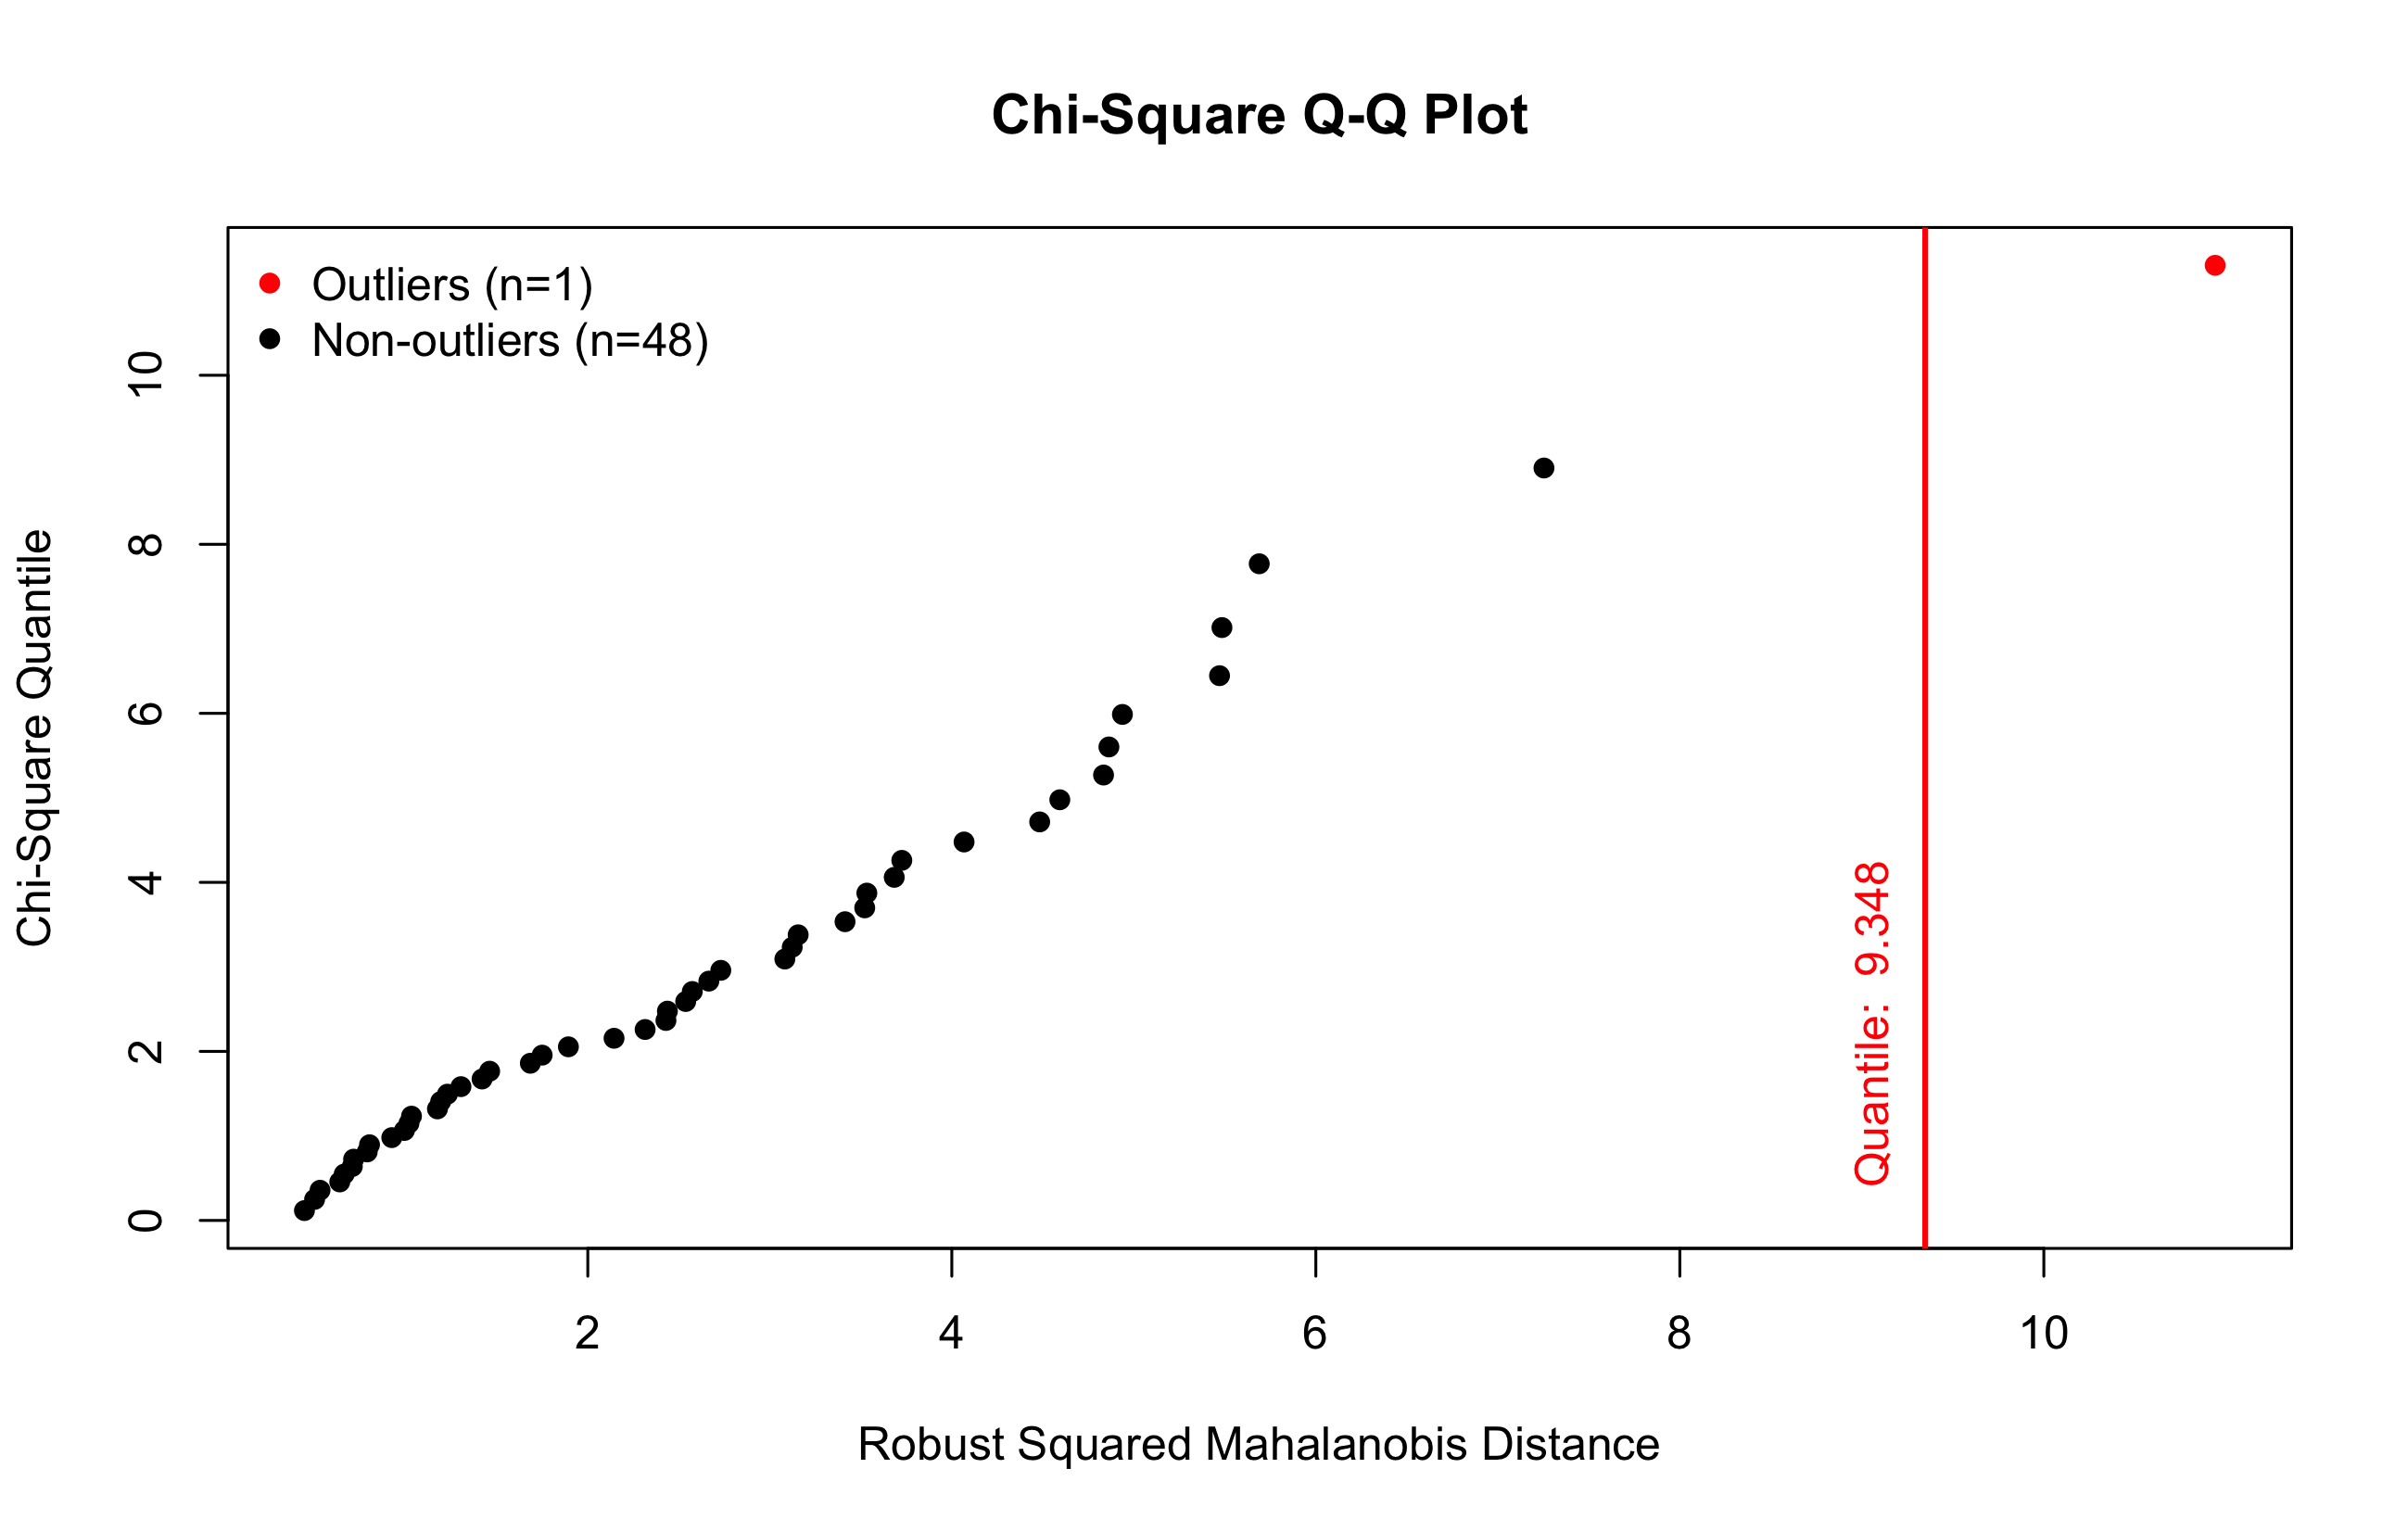 Chi-Square Q-Q Plot
Outliers (n=1)
Non-outliers (n=48)
Chi-Square Quantile
10
8
6
4
2
0
Quantile: 9.348
2
4
6
8
10
Robust Squared Mahalanobis Distance